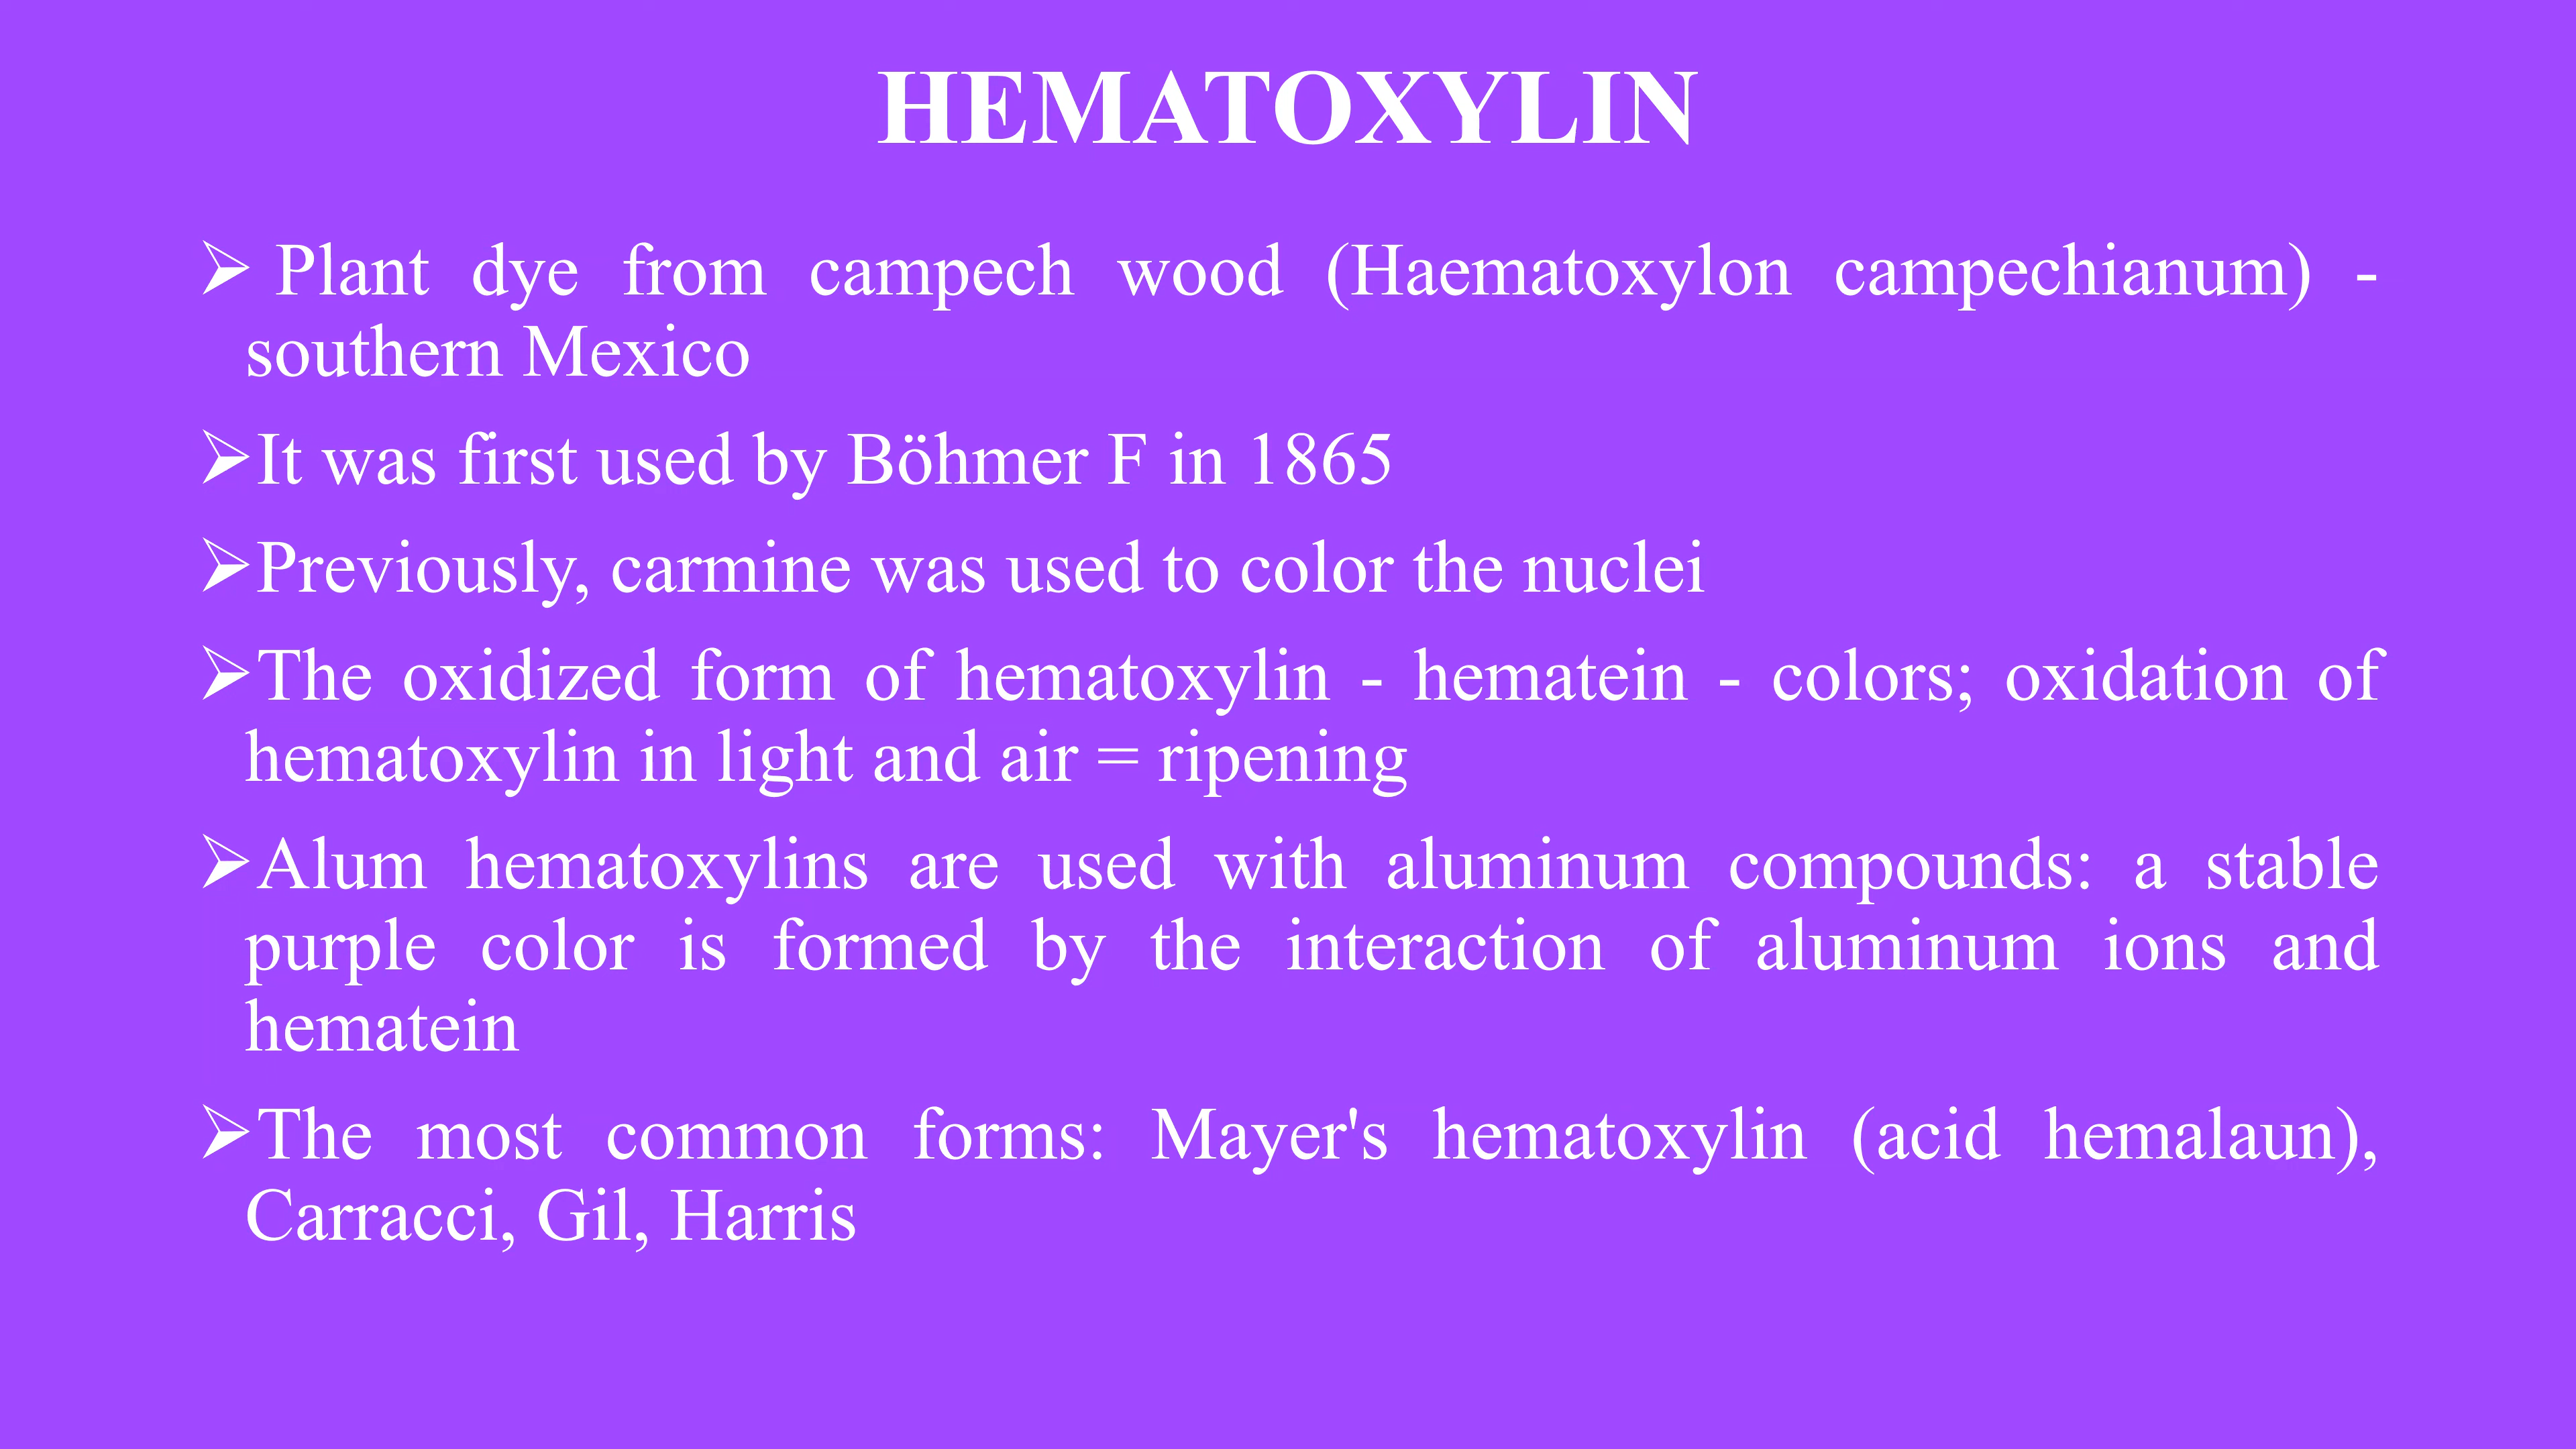 HEMATOXYLIN
➢ Plant dye from campech wood (Haematoxylon campechianum) -
southern Mexico
➢It was first used by Böhmer F in 1865
➢Previously, carmine was used to color the nuclei
➢The oxidized form of hematoxylin - hematein - colors; oxidation of
hematoxylin in light and air = ripening
➢Alum hematoxylins are used with aluminum compounds: a stable
purple color is formed by the interaction of aluminum ions and
hematein
➢The most common forms: Mayer's hematoxylin (acid hemalaun),
Carracci, Gil, Harris